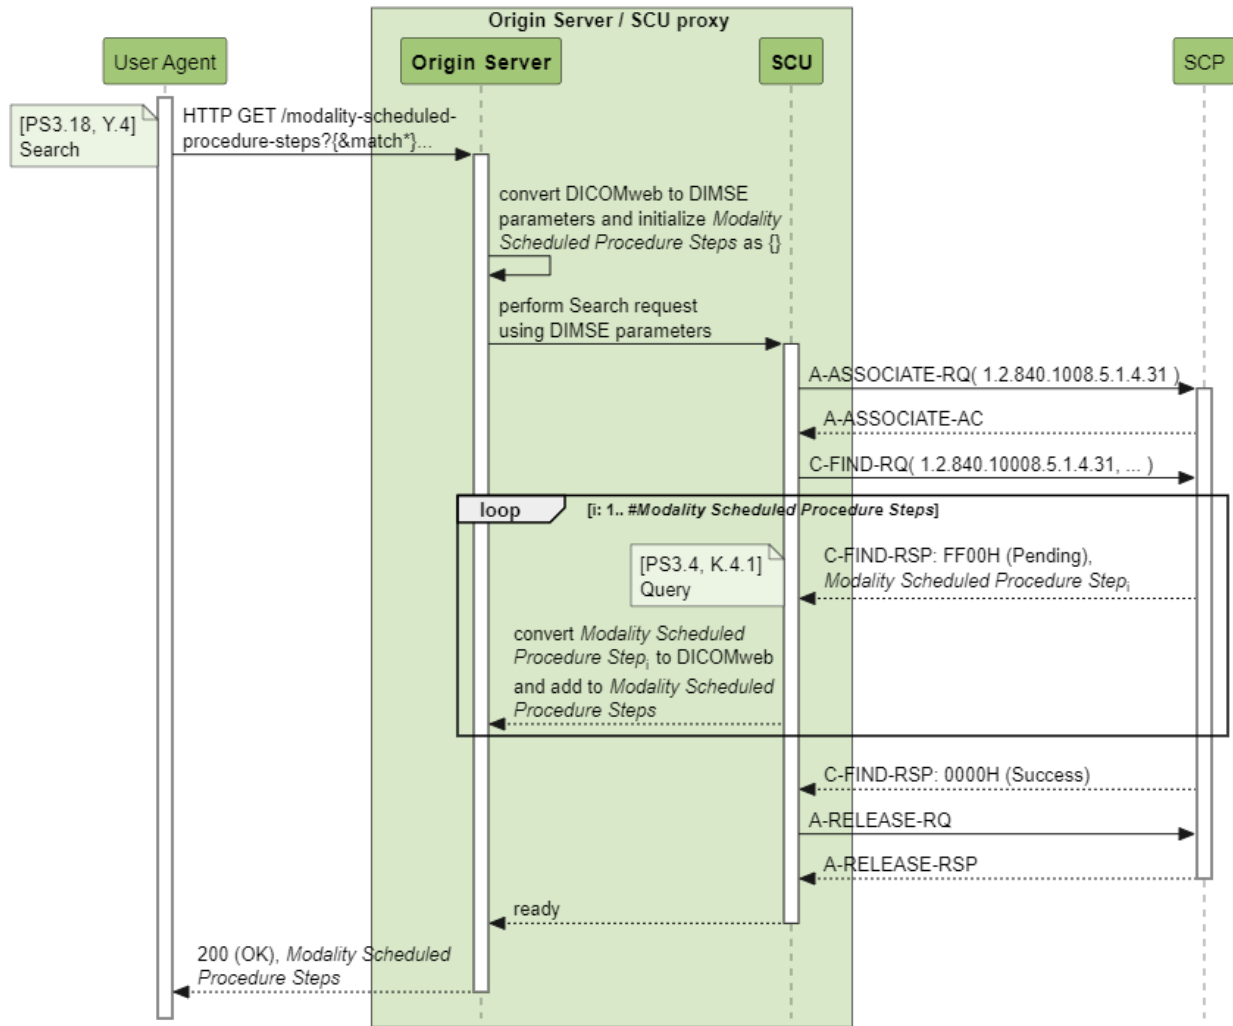 Origin Server / SCU proxy
User Agent
Origin Server
SCU
SCP
[PS3.18, Y.4]
Search
HTTP GET /modality-scheduled-
procedure-steps?{&match*}...
convert DICOMweb to DIMSE
parameters and initialize Modality
Scheduled Procedure Steps as {}
perform Search request
using DIMSE parameters
A-ASSOCIATE-RQ( 1.2.840.1008.5.1.4.31 )
A-ASSOCIATE-AC
C-FIND-RQ( 1.2.840.10008.5.1.4.31, ... )
loop
[i: 1.. #Modality Scheduled Procedure Steps]
[PS3.4, K.4.1]
Query
C-FIND-RSP: FF00H (Pending),
Modality Scheduled Procedure Stepi
convert Modality Scheduled
Procedure Stepi to DICOMweb
and add to Modality Scheduled
Procedure Steps
C-FIND-RSP: 0000H (Success)
A-RELEASE-RQ
A-RELEASE-RSP
ready
200 (OK), Modality Scheduled
Procedure Steps